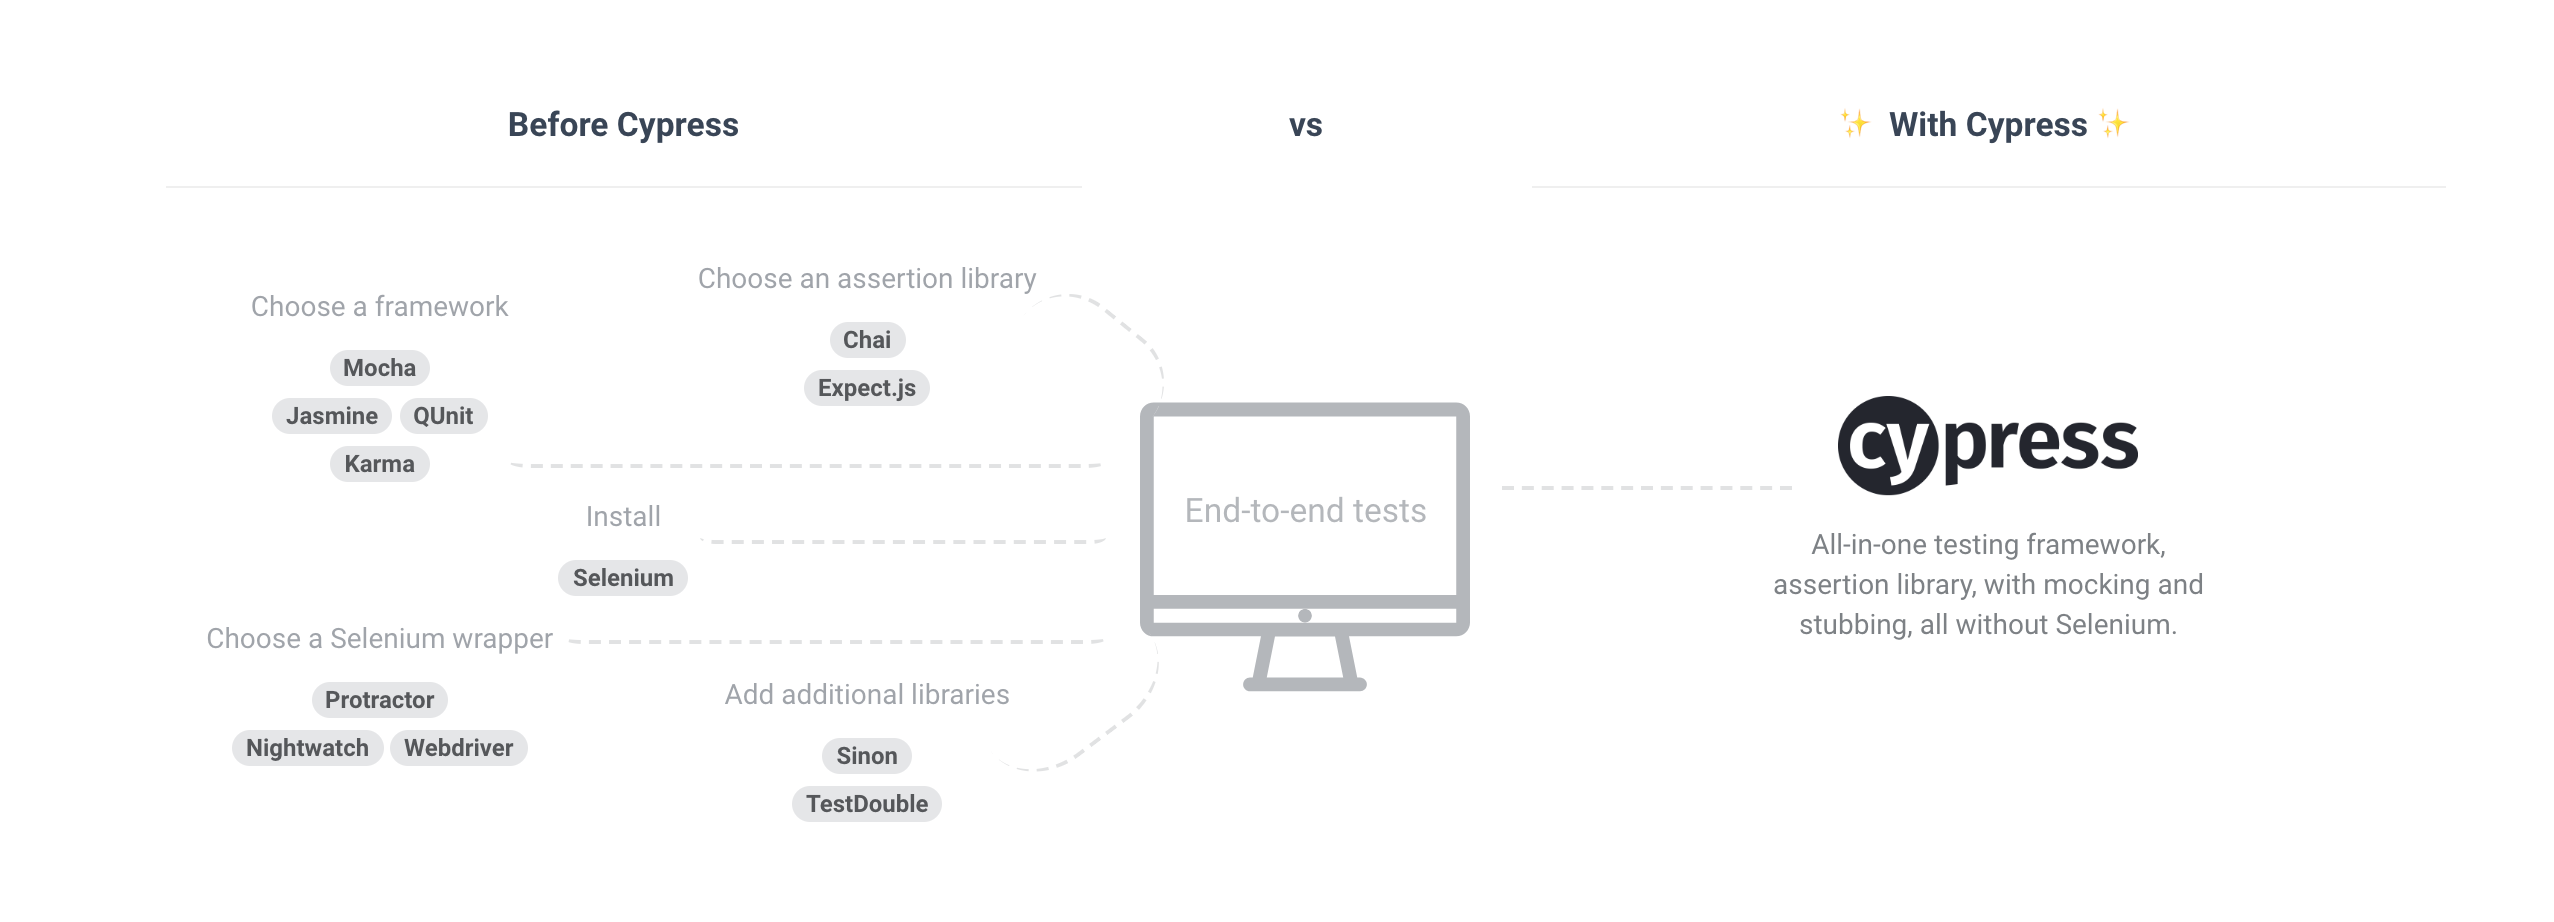 Before Cypress
vs
✨ With Cypress ✨
Choose a framework
Mocha
Jasmine QUnit
Karma
Choose an assertion library
Chai
Expect.js
Install
Selenium
Choose a Selenium wrapper
Protractor
Nightwatch Webdriver
Add additional libraries
Sinon
TestDouble
End-to-end tests
cypress
All-in-one testing framework,
assertion library, with mocking and
stubbing, all without Selenium.